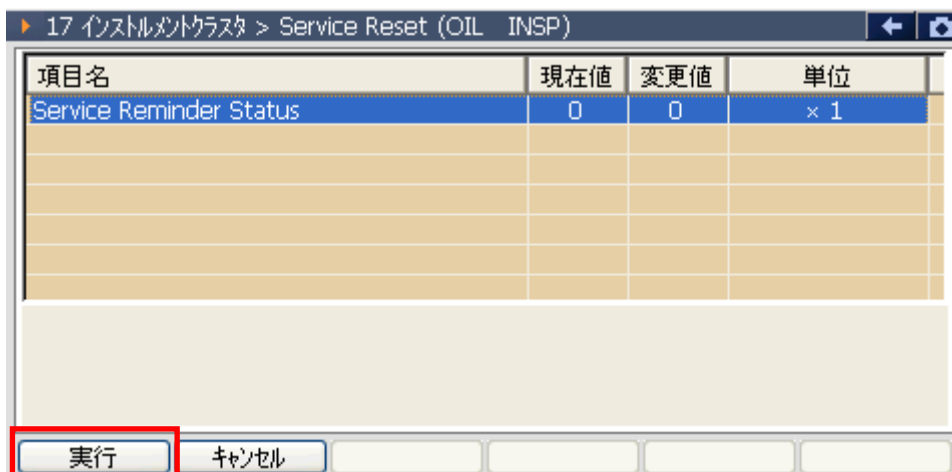 17 インストルメントクラスタ > Service Reset (OIL INSP)
項目名 現在値 変更値 単位
Service Reminder Status 0 0 × 1
実行 キャンセル